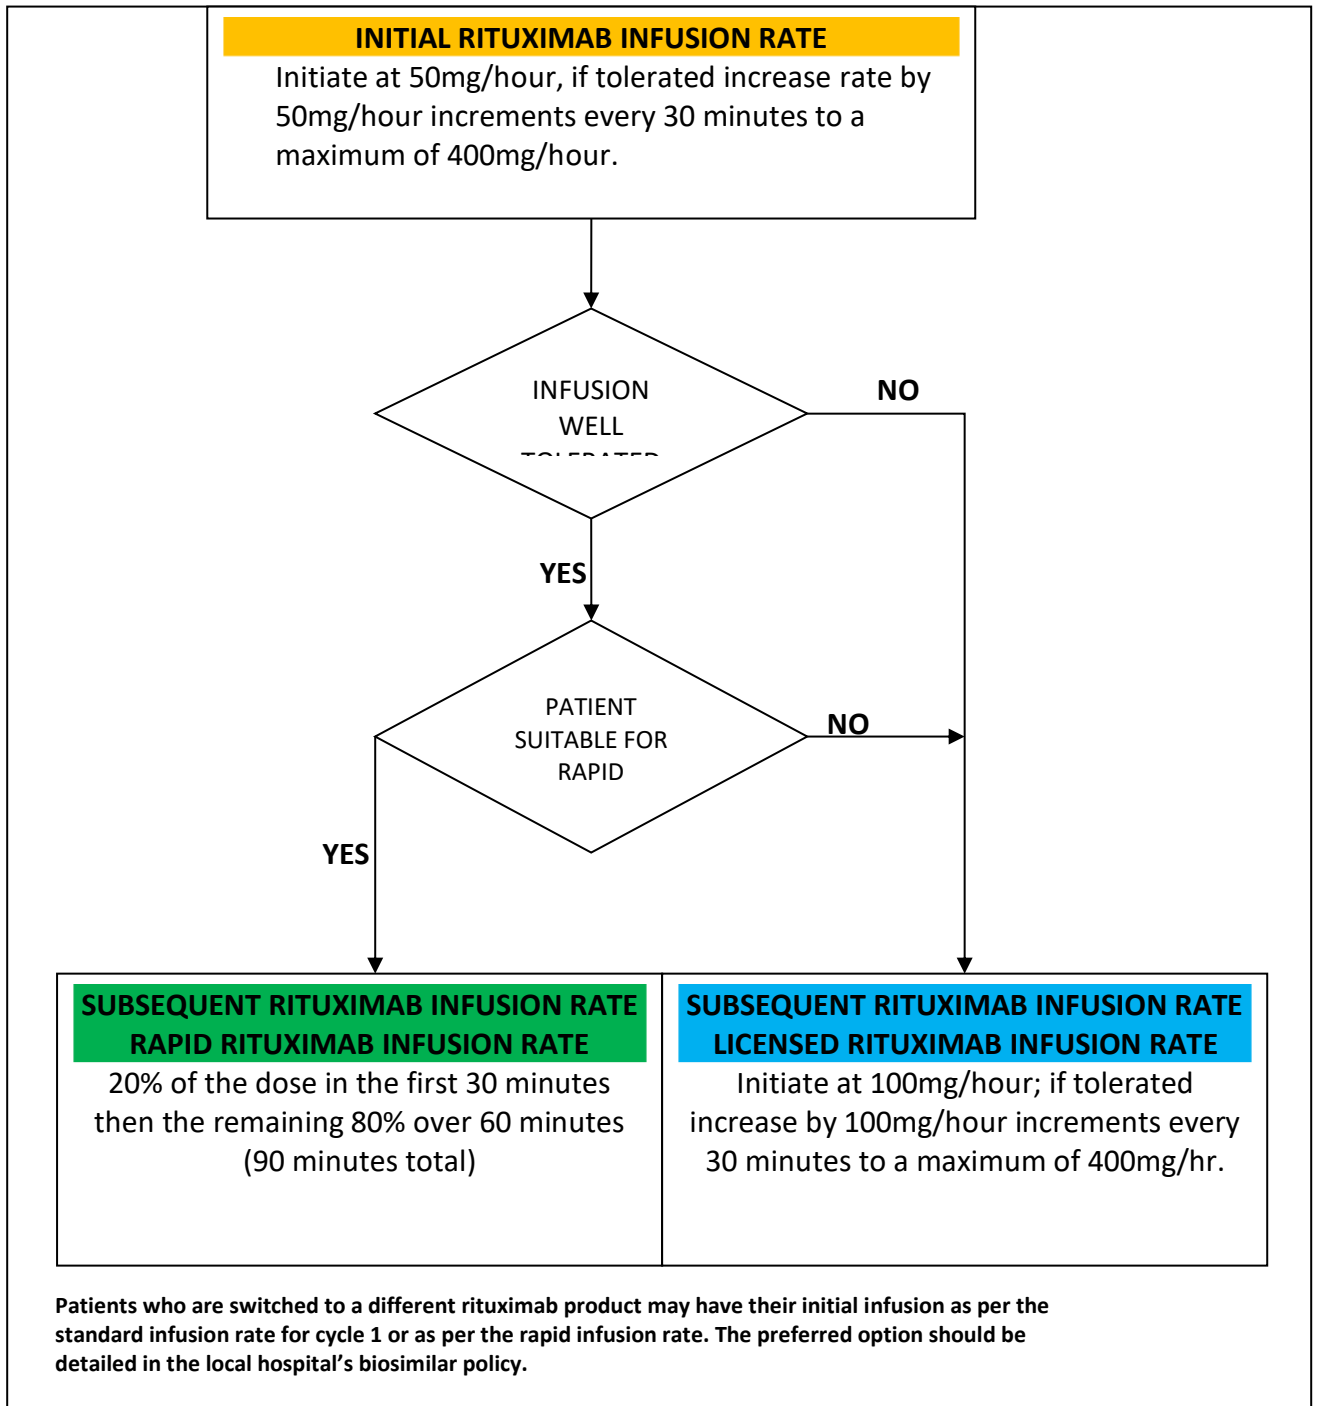 INITIAL RITUXIMAB INFUSION RATE
Initiate at 50mg/hour, if tolerated increase rate by
50mg/hour increments every 30 minutes to a
maximum of 400mg/hour.
INFUSION
WELL
TOLERATED
NO
YES
PATIENT
SUITABLE FOR
RAPID
NO
YES
SUBSEQUENT RITUXIMAB INFUSION RATE
RAPID RITUXIMAB INFUSION RATE
20% of the dose in the first 30 minutes
then the remaining 80% over 60 minutes
(90 minutes total)
SUBSEQUENT RITUXIMAB INFUSION RATE
LICENSED RITUXIMAB INFUSION RATE
Initiate at 100mg/hour; if tolerated
increase by 100mg/hour increments every
30 minutes to a maximum of 400mg/hr.
Patients who are switched to a different rituximab product may have their initial infusion as per the
standard infusion rate for cycle 1 or as per the rapid infusion rate. The preferred option should be
detailed in the local hospital's biosimilar policy.